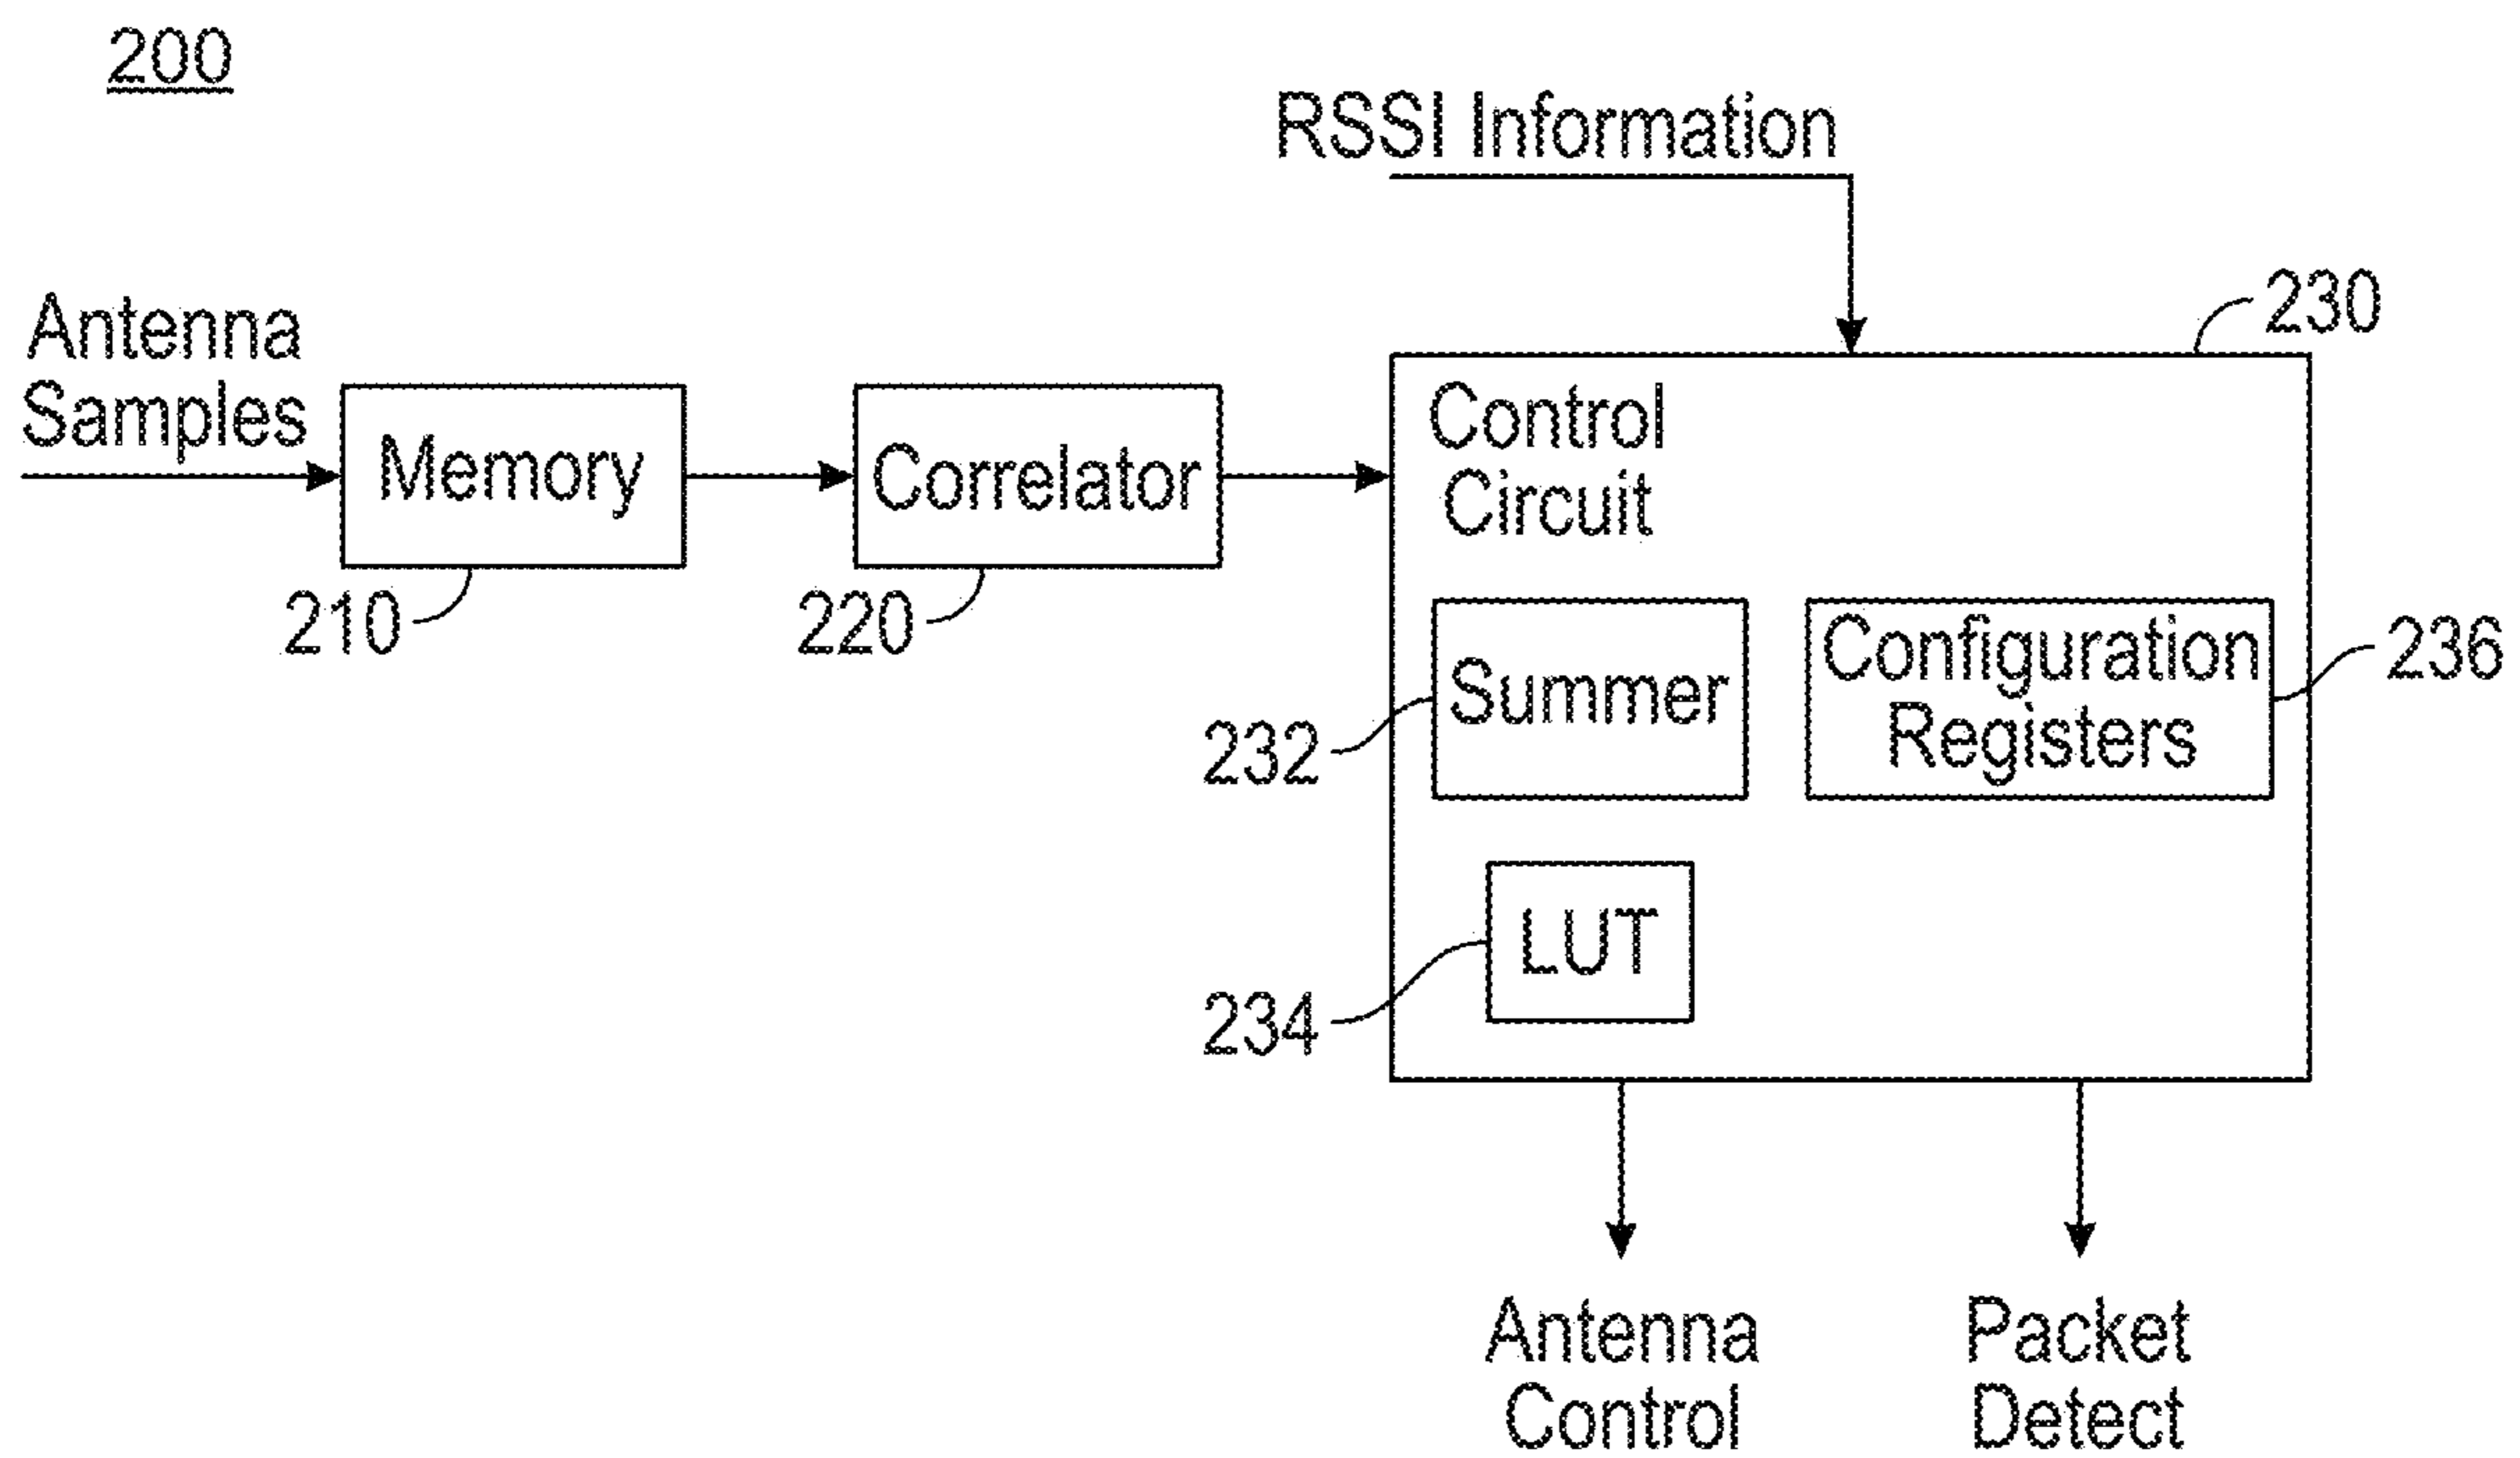 200
RSSI Information
230
Antenna
Samples
Memory
Correlator
Control
Circuit
210
220
Summer
Configuration
Registers
232
236
LUT
234
Antenna
Control
Packet
Detect